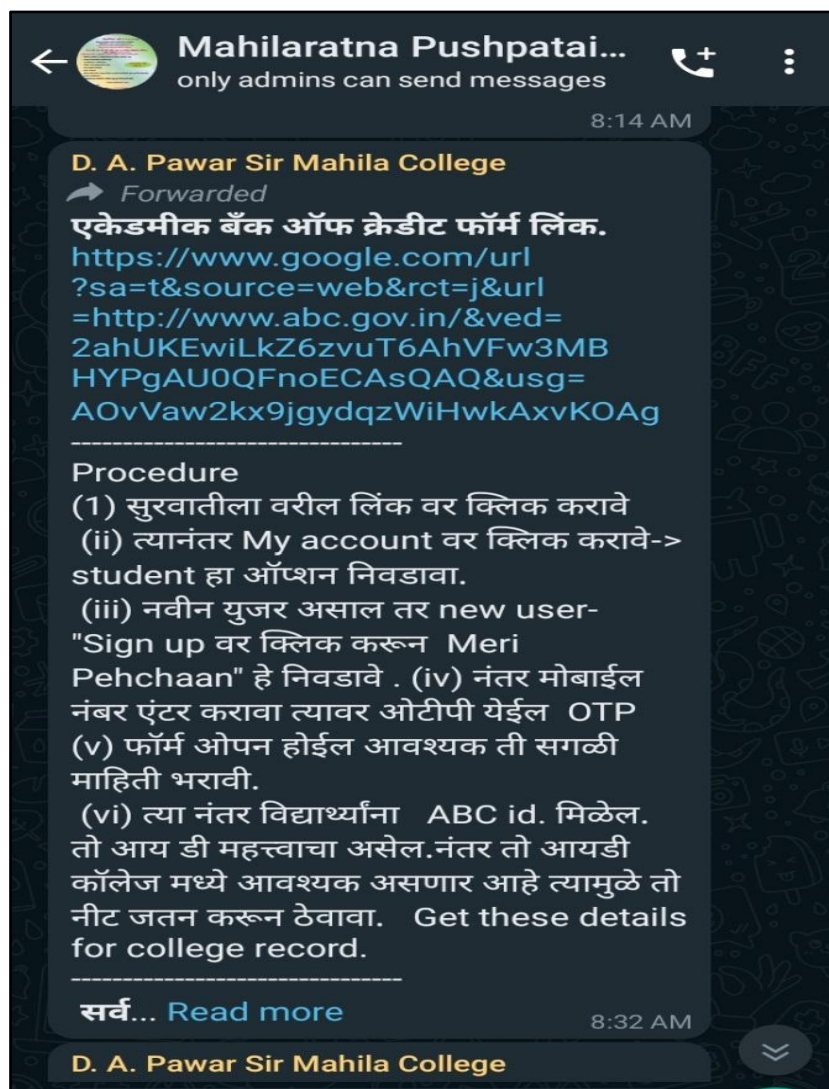 Mahilaratna Pushpatai...
only admins can send messages
8:14 AM
D. A. Pawar Sir Mahila College
Forwarded
एकेडमीक बँक ऑफ क्रेडीट फॉर्म लिंक.
https://www.google.com/url
?sa=t&source=web&rct=j&url
=http://www.abc.gov.in/&ved=
2ahUKEwiLkZ6zvuT6AhVFw3MB
HYPgAU0QFnoECAsQAQ&usg=
AOvVaw2kx9jgydqzWiHwkAxvKOAg
---------------------------------
Procedure
(1) सुरवातीला वरील लिंक वर क्लिक करावे
(ii) त्यानंतर My account वर क्लिक करावे->
student हा ऑप्शन निवडावा.
(iii) नवीन युजर असाल तर new user-
"Sign up वर क्लिक करून Meri
Pehchaan" हे निवडावे . (iv) नंतर मोबाईल
नंबर एंटर करावा त्यावर ओटीपी येईल OTP
(v) फॉर्म ओपन होईल आवश्यक ती सगळी
माहिती भरावी.
(vi) त्या नंतर विद्यार्थ्यांना ABC id. मिळेल.
तो आय डी महत्त्वाचा असेल.नंतर तो आयडी
कॉलेज मध्ये आवश्यक असणार आहे त्यामुळे तो
नीट जतन करून ठेवावा. Get these details
for college record.
---------------------------------
सर्व... Read more
8:32 AM
D. A. Pawar Sir Mahila College